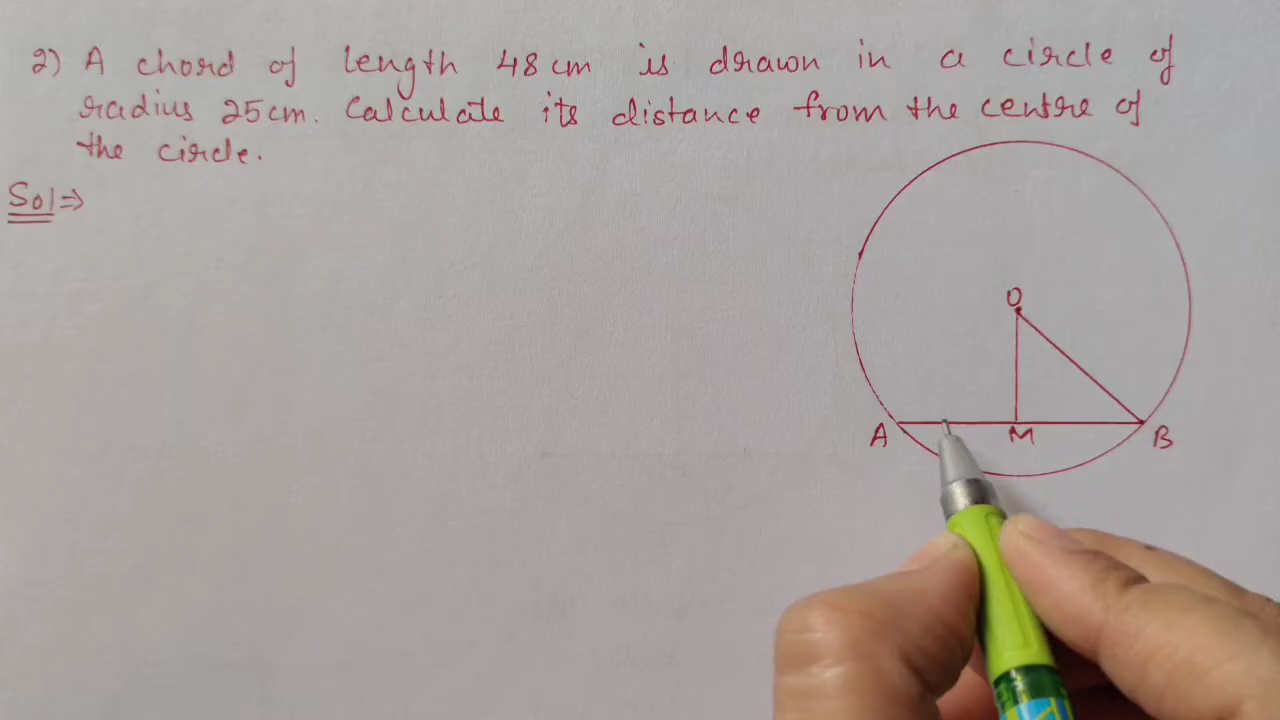 2) A chord of length 48 cm is drawn in a circle of
radius 25cm. Calculate its distance from the centre of
the circle.
Sol⇒
O
A M B